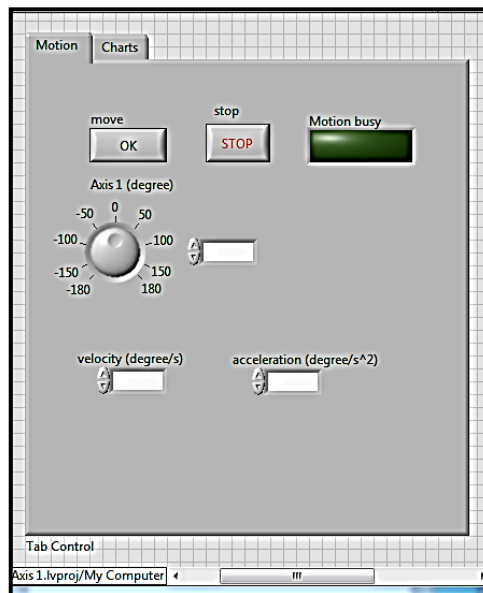 Motion Charts
move stop Motion busy
OK STOP
Axis 1 (degree)
0
-50 50
-100 100
-150 150
-180 180
velocity (degree/s) acceleration (degree/s^2)
Tab Control
Axis 1.lvproj/My Computer